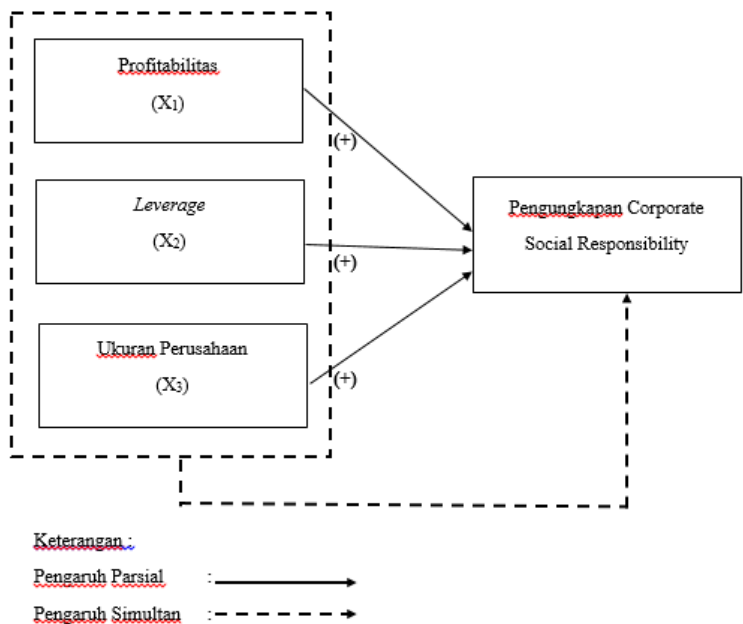 Profitabilitas
(X1)
(+)
Leverage
(X2)
(+)
Pengungkapan Corporate
Social Responsibility
Ukuran Perusahaan
(X3)
(+)
Keterangan :
Pengaruh Parsial :
Pengaruh Simultan :